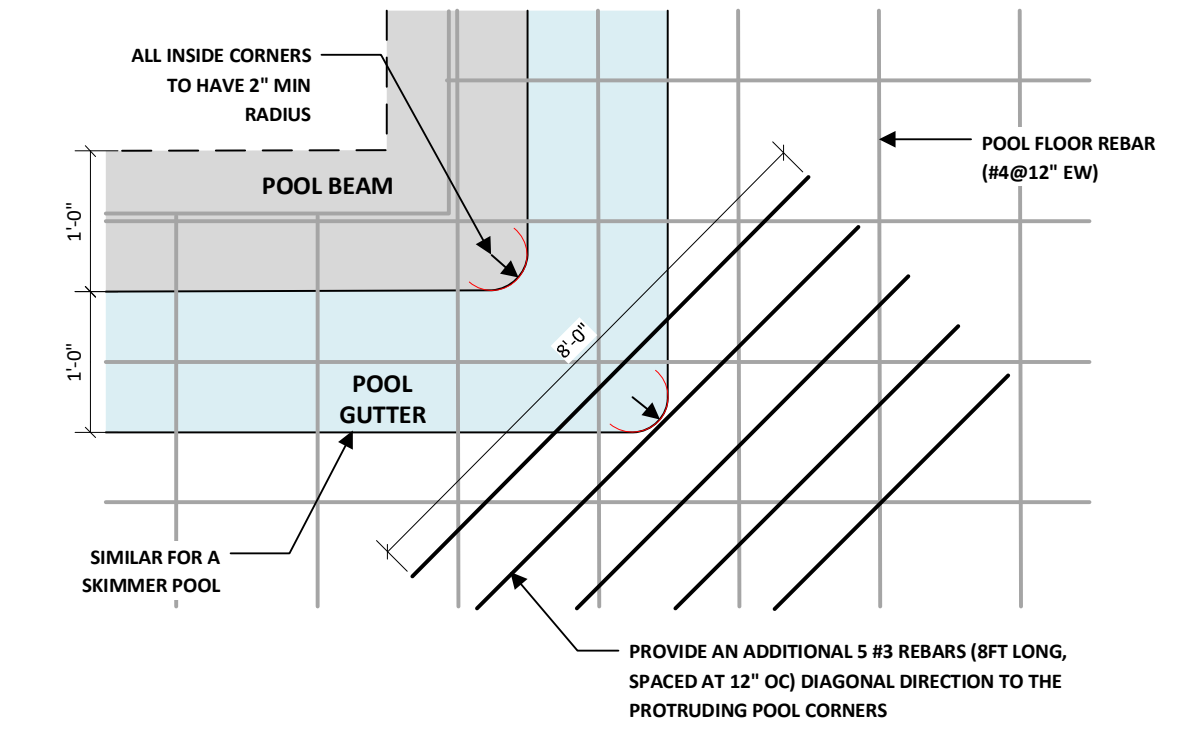 ALL INSIDE CORNERS
TO HAVE 2" MIN
RADIUS
POOL FLOOR REBAR
(#4@12" EW)
POOL BEAM
1'-0"
1'-0"
8'-0"
POOL
GUTTER
SIMILAR FOR A
SKIMMER POOL
PROVIDE AN ADDITIONAL 5 #3 REBARS (8FT LONG,
SPACED AT 12" OC) DIAGONAL DIRECTION TO THE
PROTRUDING POOL CORNERS